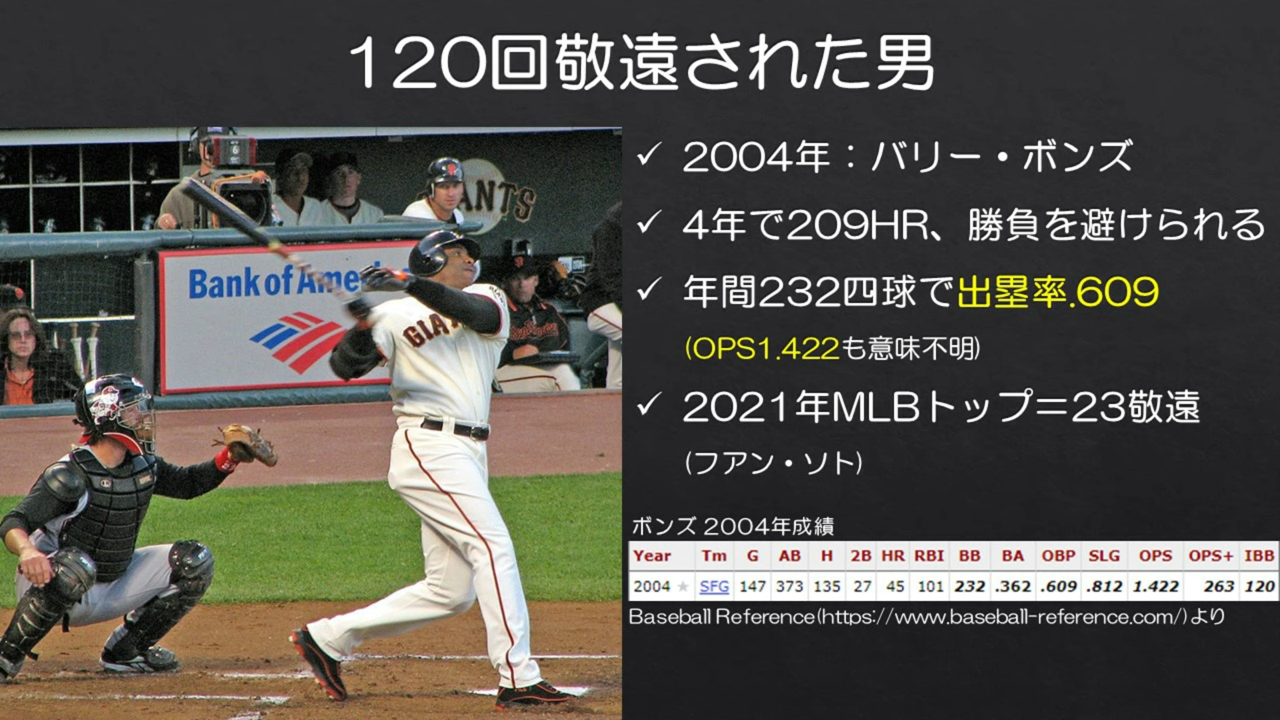 120回敬遠された男
✓ 2004年：バリー・ボンズ
✓ 4年で209HR、勝負を避けられる
✓ 年間232四球で出塁率.609
(OPS1.422も意味不明)
✓ 2021年MLBトップ＝23敬遠
(フアン・ソト)
ボンズ 2004年成績
Year Tm G AB H 2B HR RBI BB BA OBP SLG OPS OPS+ IBB
2004 ★ SFG 147 373 135 27 45 101 232 .362 .609 .812 1.422 263 120
Baseball Reference(https://www.baseball-reference.com/)より
ANTS
Bank of Ameri
GIA